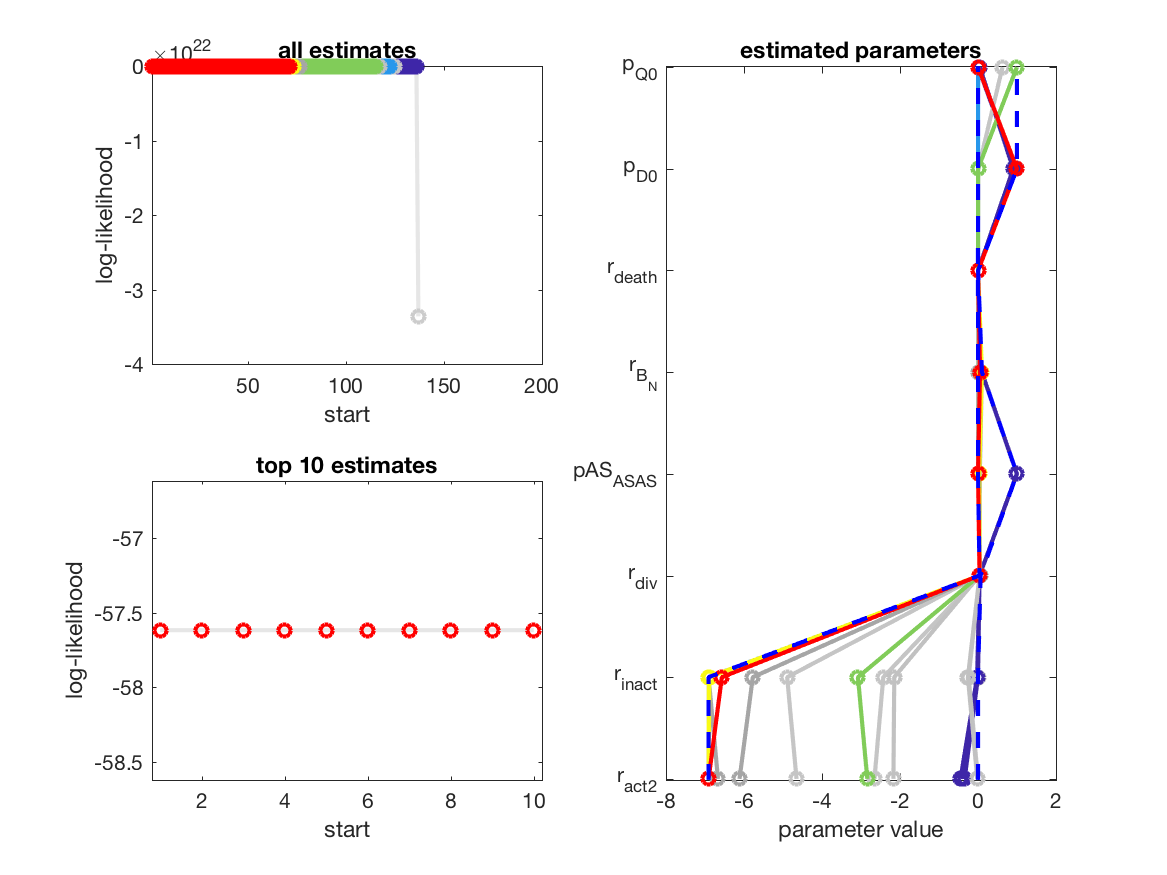 all estimates
×10^22
0
-1
-2
-3
-4
50 100 150 200
log-likelihood
start
top 10 estimates
-57
-57.5
-58
-58.5
2 4 6 8 10
log-likelihood
start
estimated parameters
p_Q0
p_D0
r_death
r_B_N
pAS_ASAS
r_div
r_inact
r_act2
-8 -6 -4 -2 0 2
parameter value